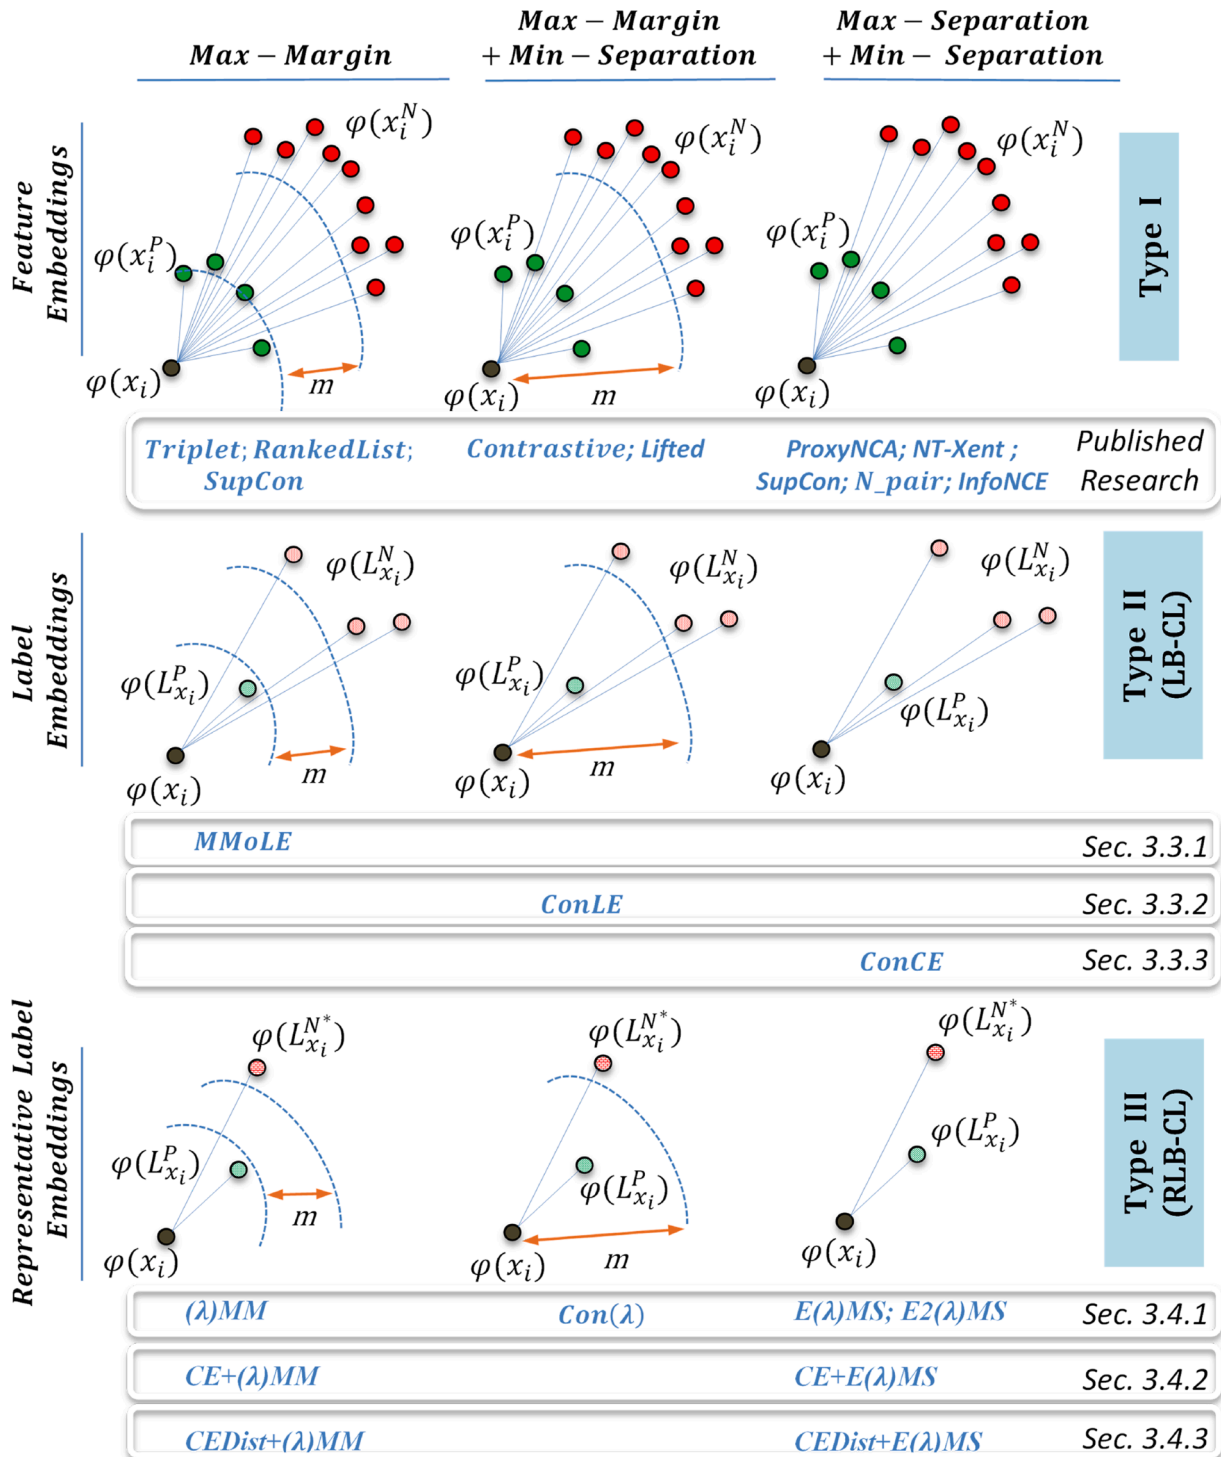 Max − Margin
Max − Margin
+ Min − Separation
Max − Separation
+ Min − Separation
Feature
Embeddings
φ(x_i^N)
φ(x_i^P)
φ(x_i)
m
φ(x_i^N)
φ(x_i^P)
φ(x_i)
m
φ(x_i^N)
φ(x_i^P)
φ(x_i)
Type I
Triplet; RankedList;
SupCon
Contrastive; Lifted
ProxyNCA; NT-Xent ;
SupCon; N_pair; InfoNCE
Published
Research
Label
Embeddings
φ(L_{x_i}^N)
φ(L_{x_i}^P)
φ(x_i)
m
φ(L_{x_i}^N)
φ(L_{x_i}^P)
φ(x_i)
m
φ(L_{x_i}^N)
φ(L_{x_i}^P)
φ(x_i)
Type II
(LB-CL)
MMoLE
Sec. 3.3.1
ConLE
Sec. 3.3.2
ConCE
Sec. 3.3.3
Representative Label
Embeddings
φ(L_{x_i}^{N*})
φ(L_{x_i}^P)
φ(x_i)
m
φ(L_{x_i}^{N*})
φ(L_{x_i}^P)
φ(x_i)
m
φ(L_{x_i}^{N*})
φ(L_{x_i}^P)
φ(x_i)
Type III
(RLB-CL)
(λ)MM
Con(λ)
E(λ)MS; E2(λ)MS
Sec. 3.4.1
CE+(λ)MM
CE+E(λ)MS
Sec. 3.4.2
CEDist+(λ)MM
CEDist+E(λ)MS
Sec. 3.4.3